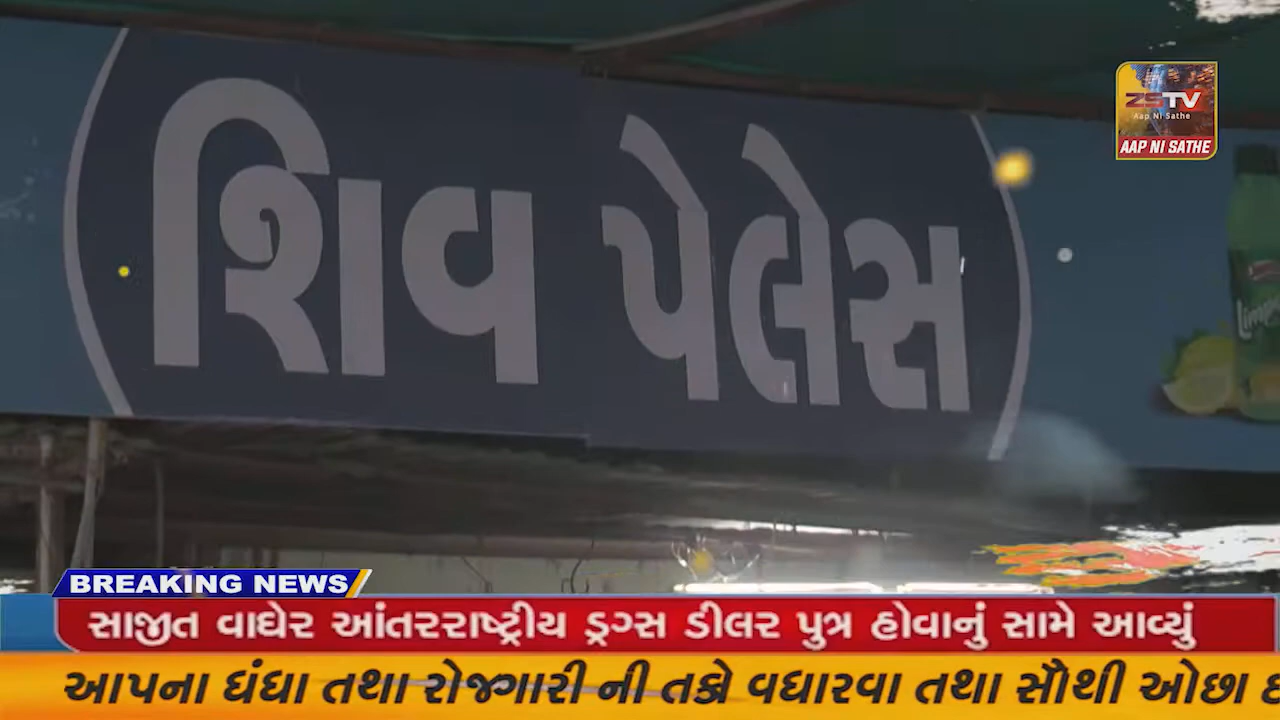 શિવ પેલેસ
ZSTV
Aap Ni Sathe
AAP NI SATHE
BREAKING NEWS
સાજીત વાઘેર આંતરરાષ્ટ્રીય ડ્રગ્સ ડીલર પુત્ર હોવાનું સામે આવ્યું
આપના ધંધા તથા રોજગારી ની તકો વધારવા તથા સૌથી ઓછા